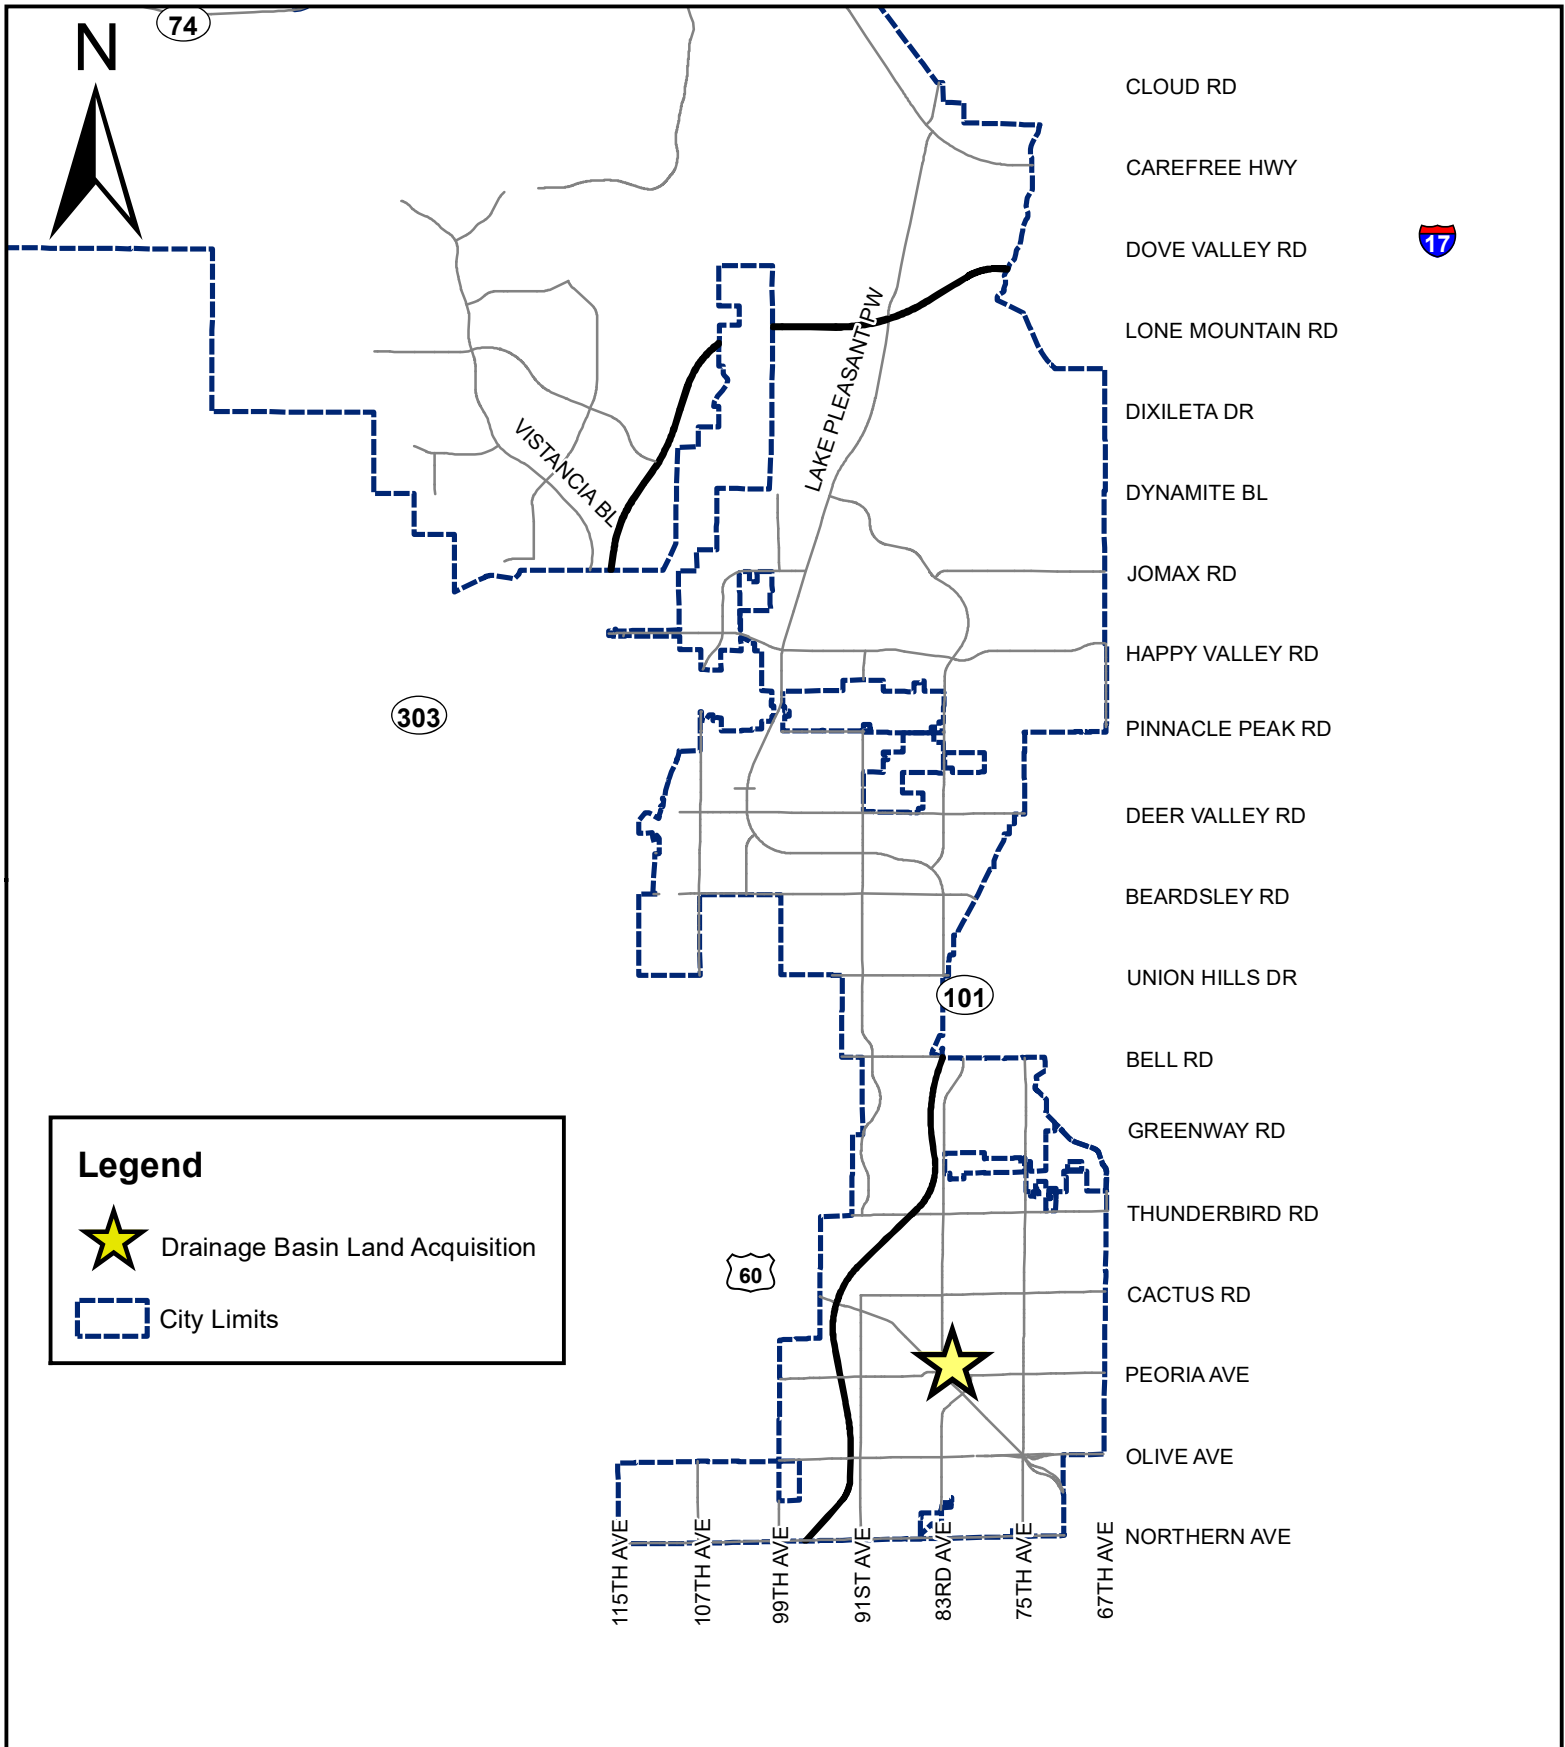 74
N
CLOUD RD
CAREFREE HWY
DOVE VALLEY RD
17
LONE MOUNTAIN RD
LAKE PLEASANT PW
DIXILETA DR
VISTANCIA BL
DYNAMITE BL
JOMAX RD
HAPPY VALLEY RD
303
PINNACLE PEAK RD
DEER VALLEY RD
BEARDSLEY RD
UNION HILLS DR
101
BELL RD
GREENWAY RD
Legend
Drainage Basin Land Acquisition
City Limits
THUNDERBIRD RD
60
CACTUS RD
PEORIA AVE
OLIVE AVE
NORTHERN AVE
115TH AVE
107TH AVE
99TH AVE
91ST AVE
83RD AVE
75TH AVE
67TH AVE